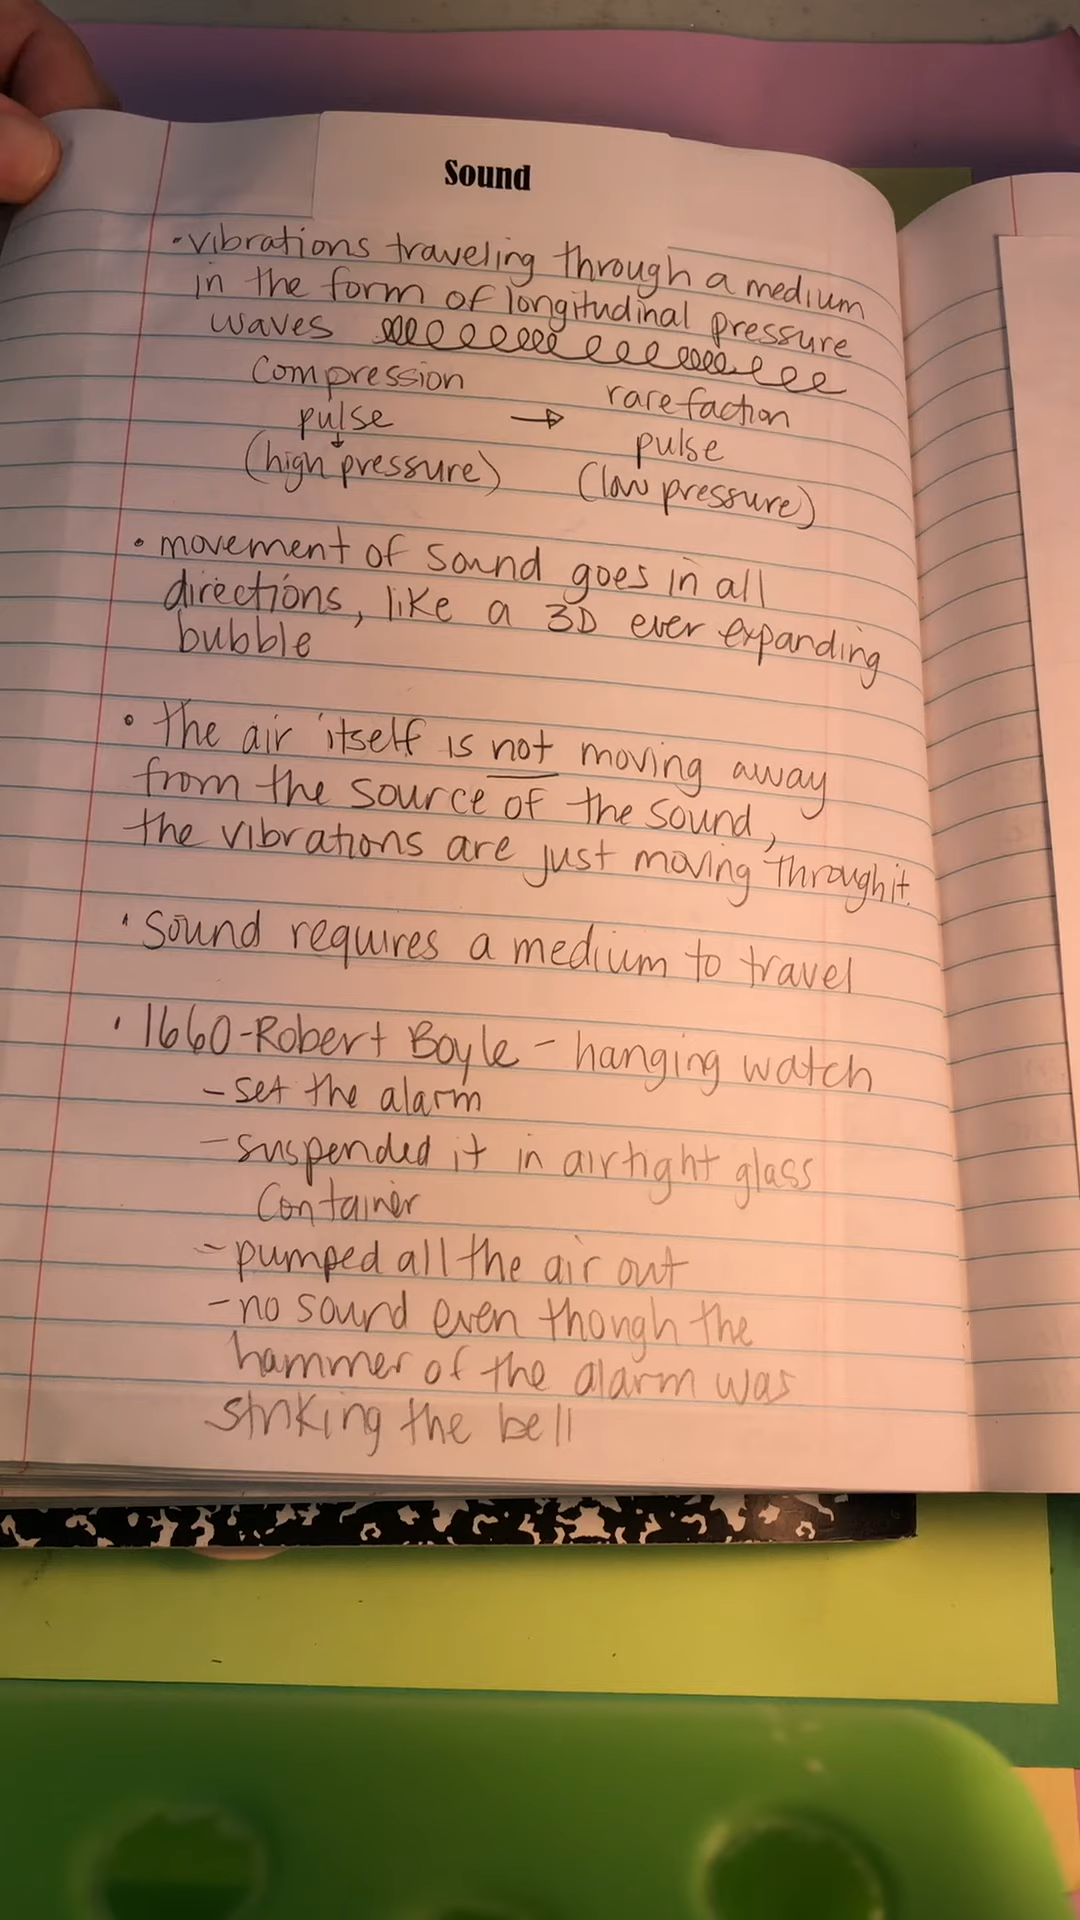 Sound
• vibrations traveling through a medium
in the form of longitudinal pressure
waves
compression → rarefaction
pulse pulse
(high pressure) (low pressure)
• movement of sound goes in all
directions, like a 3D ever expanding
bubble
• the air itself is not moving away
from the source of the sound,
the vibrations are just moving through it.
• Sound requires a medium to travel
• 1660 - Robert Boyle - hanging watch
- set the alarm
- suspended it in airtight glass
container
- pumped all the air out
- no sound even though the
hammer of the alarm was
striking the bell